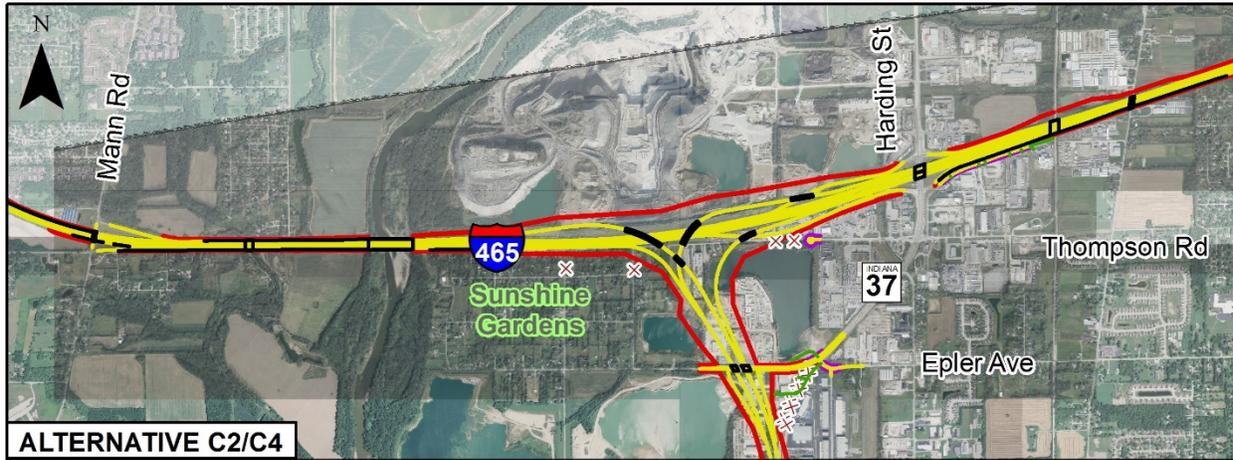 N
Mann Rd
Harding St
465
Sunshine
Gardens
Thompson Rd
INDIANA
37
Epler Ave
ALTERNATIVE C2/C4